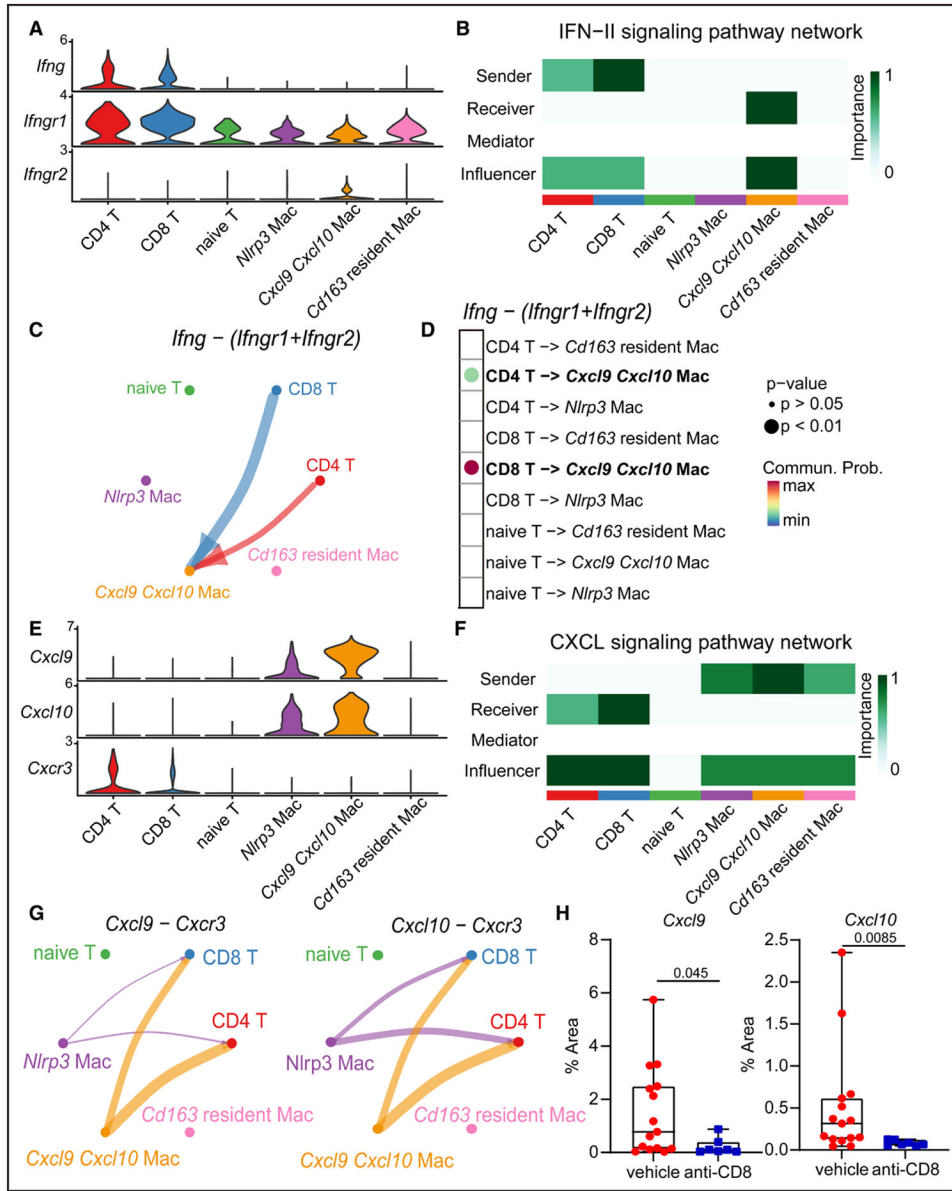 A
6
Ifng
4
Ifngr1
3
Ifngr2
CD4 T
CD8 T
naive T
Nlrp3 Mac
Cxcl9 Cxcl10 Mac
Cd163 resident Mac
B
IFN−II signaling pathway network
Sender
Receiver
Mediator
Influencer
1
Importance
0
CD4 T
CD8 T
naive T
Nlrp3 Mac
Cxcl9 Cxcl10 Mac
Cd163 resident Mac
C
Ifng − (Ifngr1+Ifngr2)
naive T
CD8 T
CD4 T
Nlrp3 Mac
Cd163 resident Mac
Cxcl9 Cxcl10 Mac
D
Ifng − (Ifngr1+Ifngr2)
CD4 T −> Cd163 resident Mac
CD4 T −> Cxcl9 Cxcl10 Mac
CD4 T −> Nlrp3 Mac
CD8 T −> Cd163 resident Mac
CD8 T −> Cxcl9 Cxcl10 Mac
CD8 T −> Nlrp3 Mac
naive T −> Cd163 resident Mac
naive T −> Cxcl9 Cxcl10 Mac
naive T −> Nlrp3 Mac
p-value
p > 0.05
p < 0.01
Commun. Prob.
max
min
E
7
Cxcl9
6
Cxcl10
3
Cxcr3
CD4 T
CD8 T
naive T
Nlrp3 Mac
Cxcl9 Cxcl10 Mac
Cd163 resident Mac
F
CXCL signaling pathway network
Sender
Receiver
Mediator
Influencer
1
Importance
0
CD4 T
CD8 T
naive T
Nlrp3 Mac
Cxcl9 Cxcl10 Mac
Cd163 resident Mac
G
Cxcl9 − Cxcr3
naive T
CD8 T
CD4 T
Nlrp3 Mac
Cd163 resident Mac
Cxcl9 Cxcl10 Mac
Cxcl10 − Cxcr3
naive T
CD8 T
CD4 T
Nlrp3 Mac
Cd163 resident Mac
Cxcl9 Cxcl10 Mac
H
Cxcl9
8
6
4
2
0
% Area
0.045
vehicle anti-CD8
Cxcl10
2.5
2.0
1.5
1.0
0.5
0.0
% Area
0.0085
vehicle anti-CD8